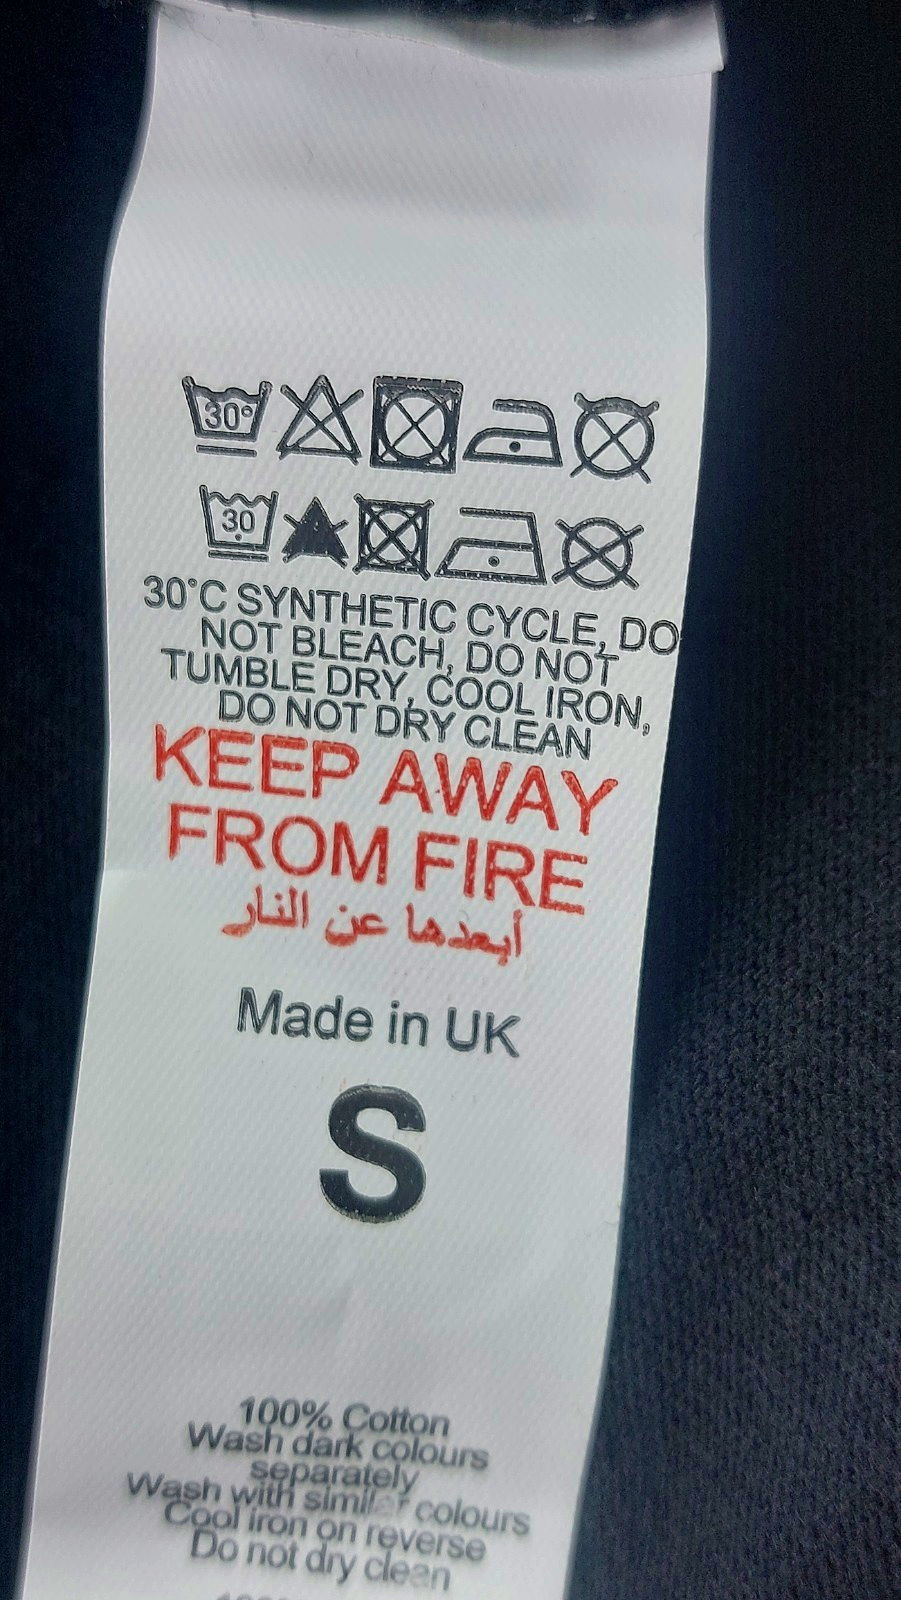 30°
30
30°C SYNTHETIC CYCLE, DO
NOT BLEACH, DO NOT
TUMBLE DRY, COOL IRON,
DO NOT DRY CLEAN
KEEP AWAY
FROM FIRE
أبعدها عن النار
Made in UK
S
100% Cotton
Wash dark colours
separately
Wash with similar colours
Cool iron on reverse
Do not dry clean